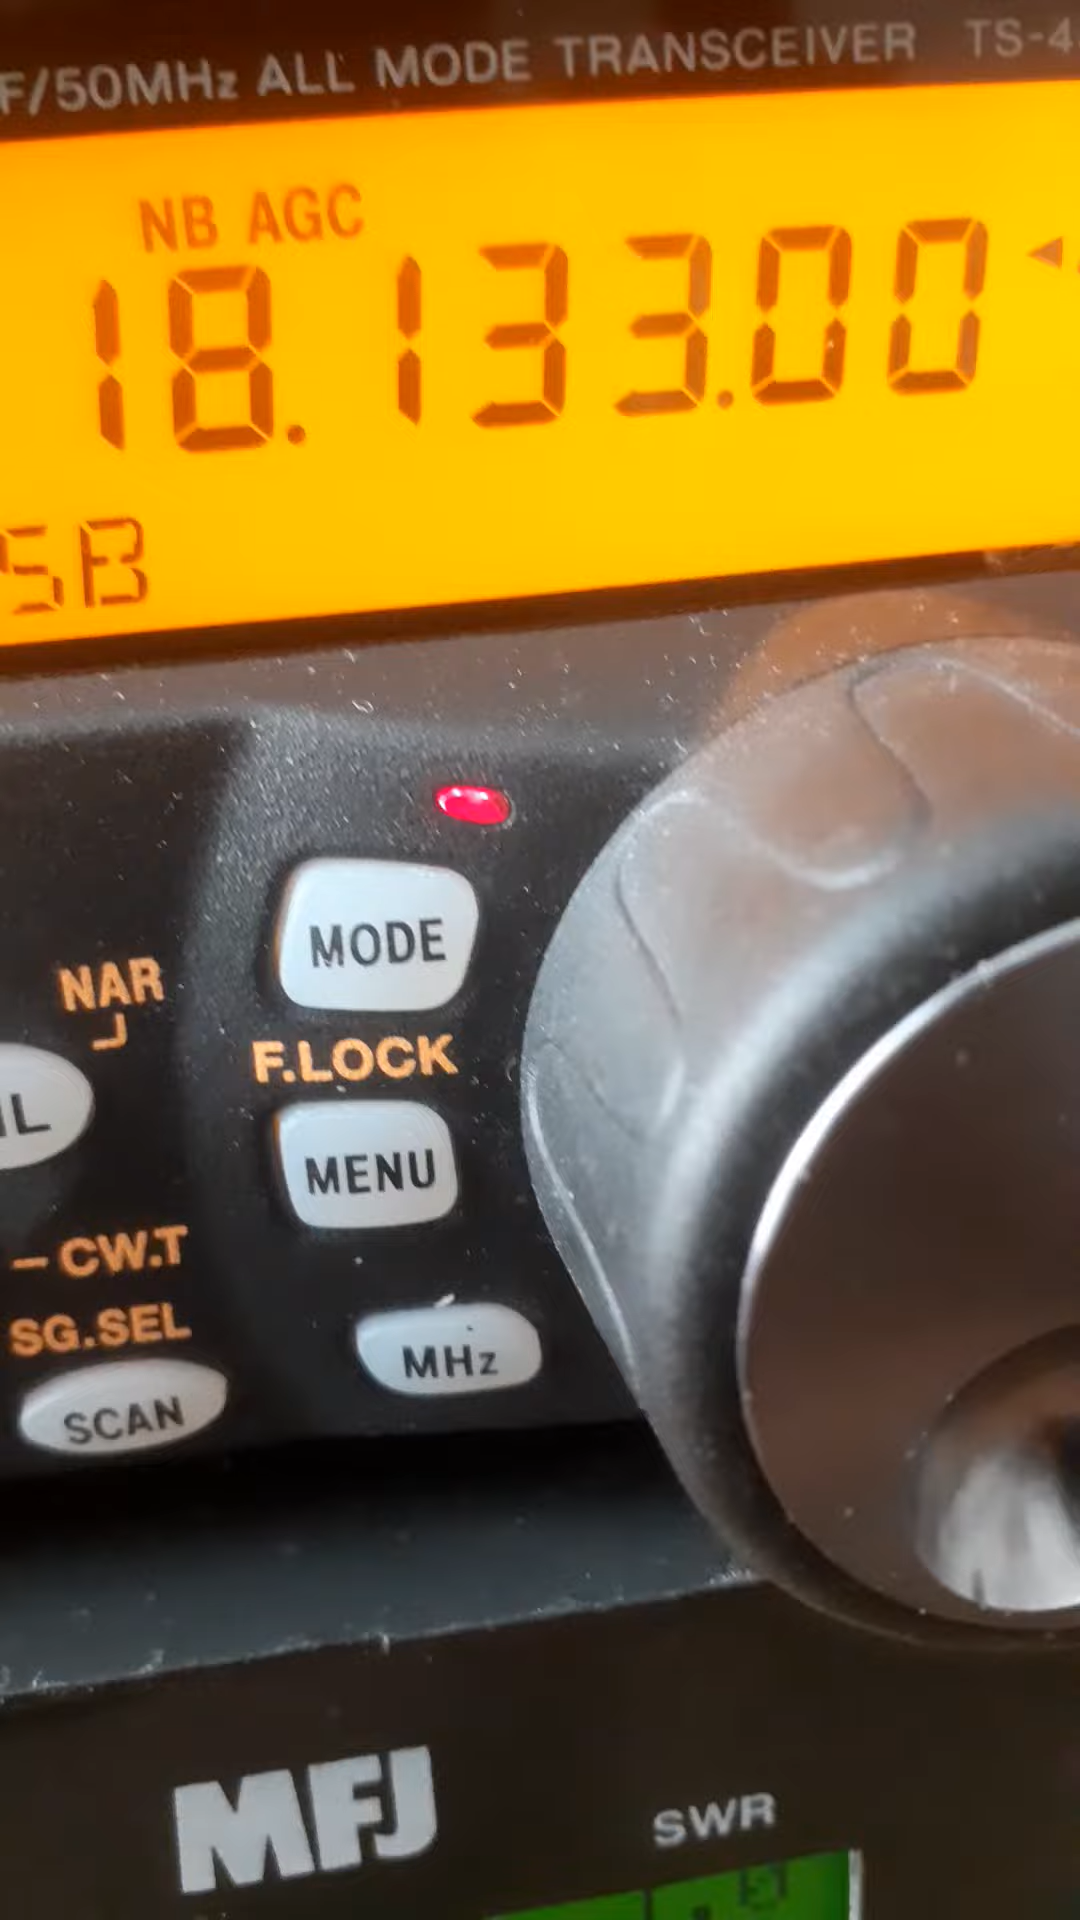 F/50MHz ALL MODE TRANSCEIVER TS-4
NB AGC
18.133.00
SB
MODE
NAR
F.LOCK
IL
MENU
–CW.T
SG.SEL
MHz
SCAN
MFJ
SWR